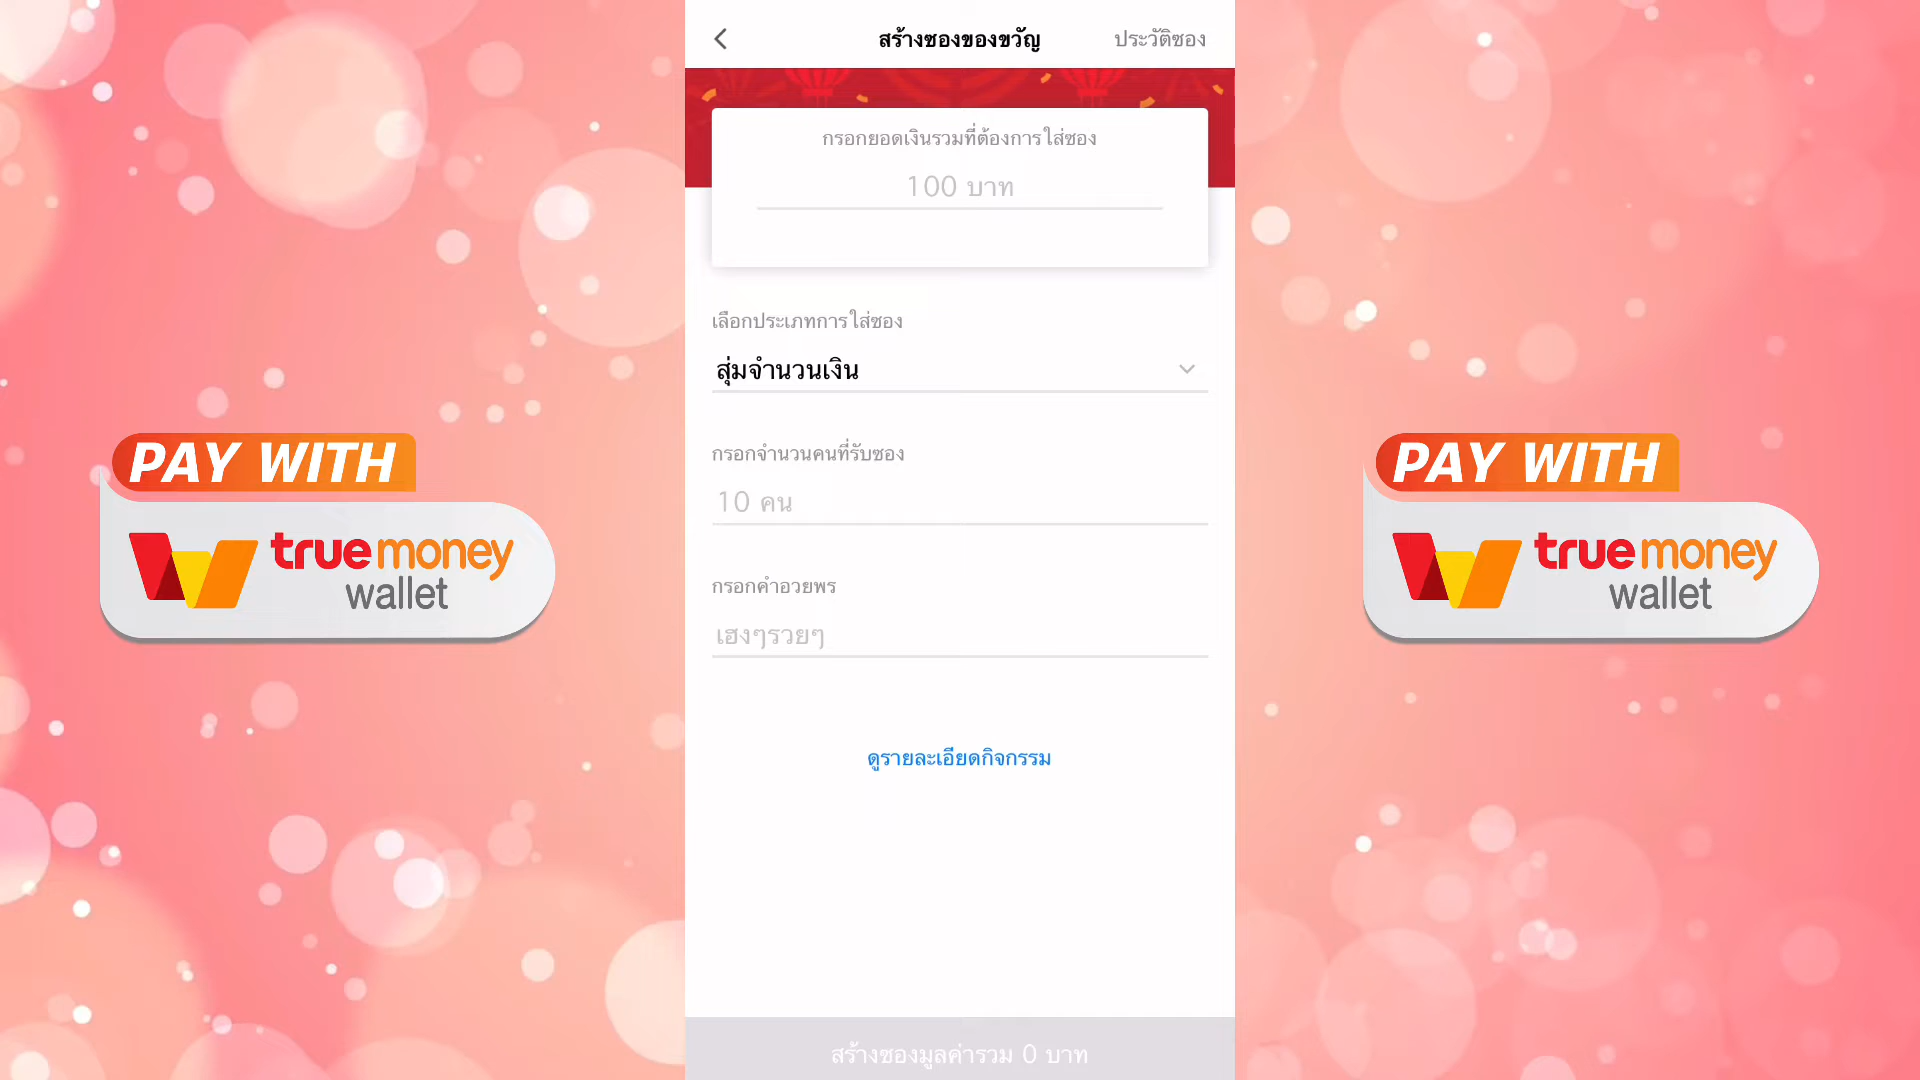 สร้างซองของขวัญ
ประวัติซอง
กรอกยอดเงินรวมที่ต้องการใส่ซอง
100 บาท
เลือกประเภทการใส่ซอง
สุ่มจำนวนเงิน
กรอกจำนวนคนที่รับซอง
10 คน
กรอกคำอวยพร
เฮงๆรวยๆ
ดูรายละเอียดกิจกรรม
สร้างซองมูลค่ารวม 0 บาท
PAY WITH
truemoney
wallet
PAY WITH
truemoney
wallet